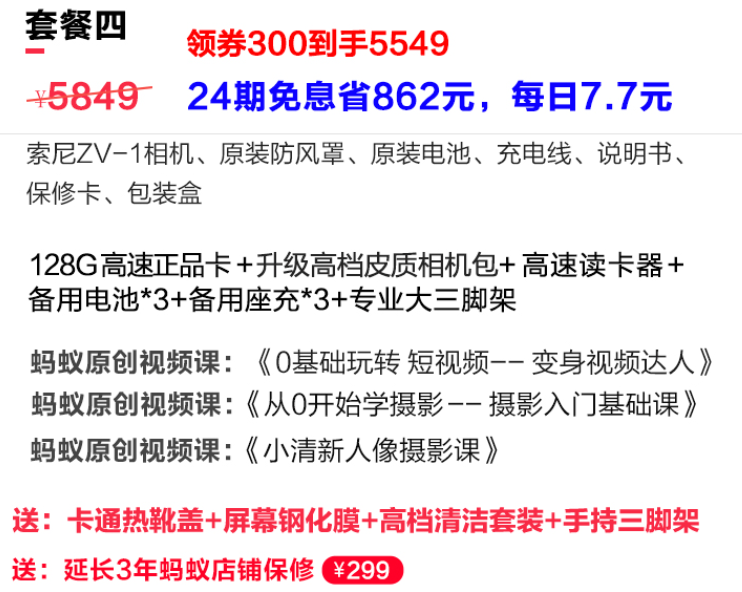 套餐四
领券300到手5549
¥5849
24期免息省862元，每日7.7元
索尼ZV-1相机、原装防风罩、原装电池、充电线、说明书、
保修卡、包装盒
128G高速正品卡+升级高档皮质相机包+高速读卡器+
备用电池*3+备用座充*3+专业大三脚架
蚂蚁原创视频课：《0基础玩转 短视频-- 变身视频达人》
蚂蚁原创视频课：《从0开始学摄影-- 摄影入门基础课》
蚂蚁原创视频课：《小清新人像摄影课》
送：卡通热靴盖+屏幕钢化膜+高档清洁套装+手持三脚架
送：延长3年蚂蚁店铺保修 ¥299